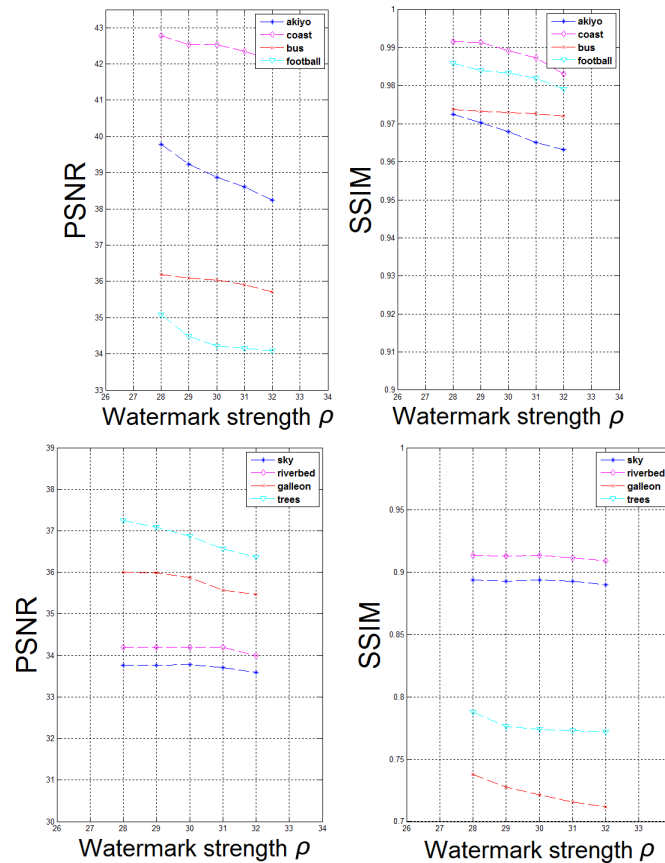 43
42
41
40
39
38
37
36
35
34
33
PSNR
26 27 28 29 30 31 32 33 34
Watermark strength ρ
akiyo
coast
bus
football
1
0.99
0.98
0.97
0.96
0.95
0.94
0.93
0.92
0.91
0.9
SSIM
26 27 28 29 30 31 32 33 34
Watermark strength ρ
akiyo
coast
bus
football
39
38
37
36
35
34
33
32
31
30
PSNR
26 27 28 29 30 31 32 33 34
Watermark strength ρ
sky
riverbed
galleon
trees
1
0.95
0.9
0.85
0.8
0.75
0.7
SSIM
26 27 28 29 30 31 32 33 34
Watermark strength ρ
sky
riverbed
galleon
trees